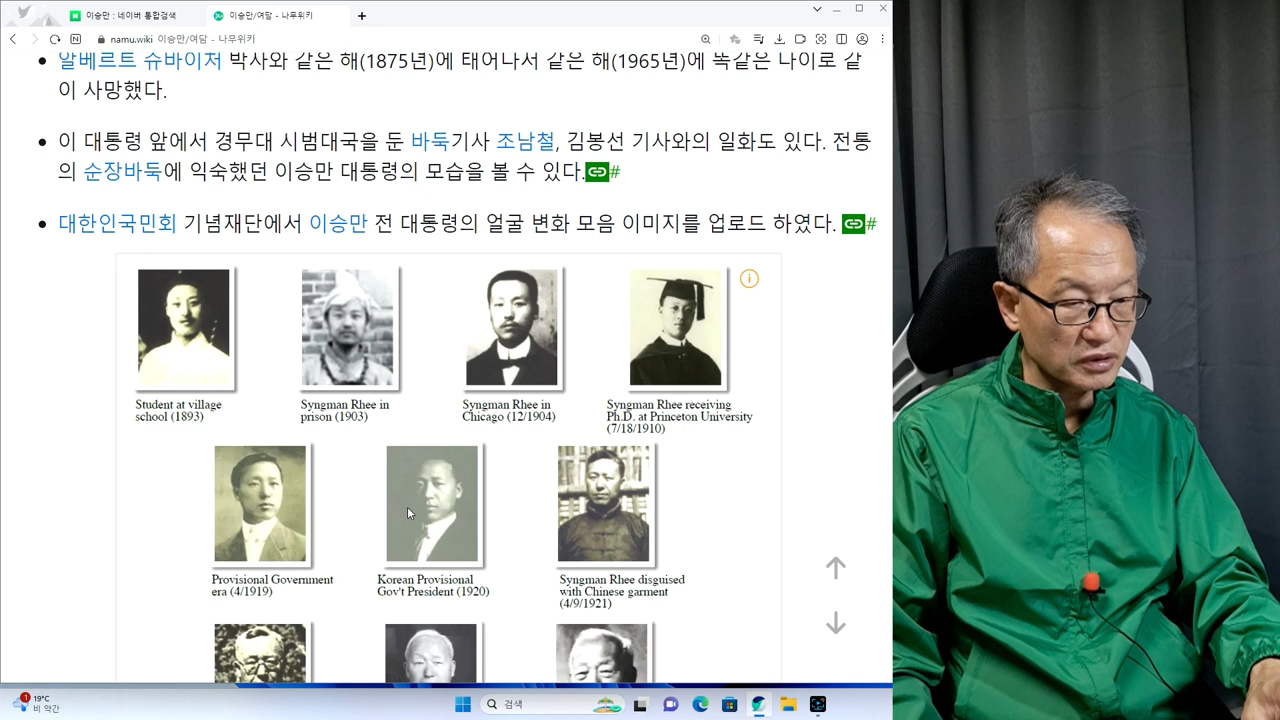 이승만 : 네이버 통합검색
이승만/여담 - 나무위키
namu.wiki 이승만/여담 - 나무위키
알베르트 슈바이저 박사와 같은 해(1875년)에 태어나서 같은 해(1965년)에 똑같은 나이로 같
이 사망했다.
이 대통령 앞에서 경무대 시범대국을 둔 바둑기사 조남철, 김봉선 기사와의 일화도 있다. 전통
의 순장바둑에 익숙했던 이승만 대통령의 모습을 볼 수 있다.#
대한인국민회 기념재단에서 이승만 전 대통령의 얼굴 변화 모음 이미지를 업로드 하였다. #
Student at village
school (1893)
Syngman Rhee in
prison (1903)
Syngman Rhee in
Chicago (12/1904)
Syngman Rhee receiving
Ph.D. at Princeton University
(7/18/1910)
Provisional Government
era (4/1919)
Korean Provisional
Gov't President (1920)
Syngman Rhee disguised
with Chinese garment
(4/9/1921)
1
19°C
비 약간
검색